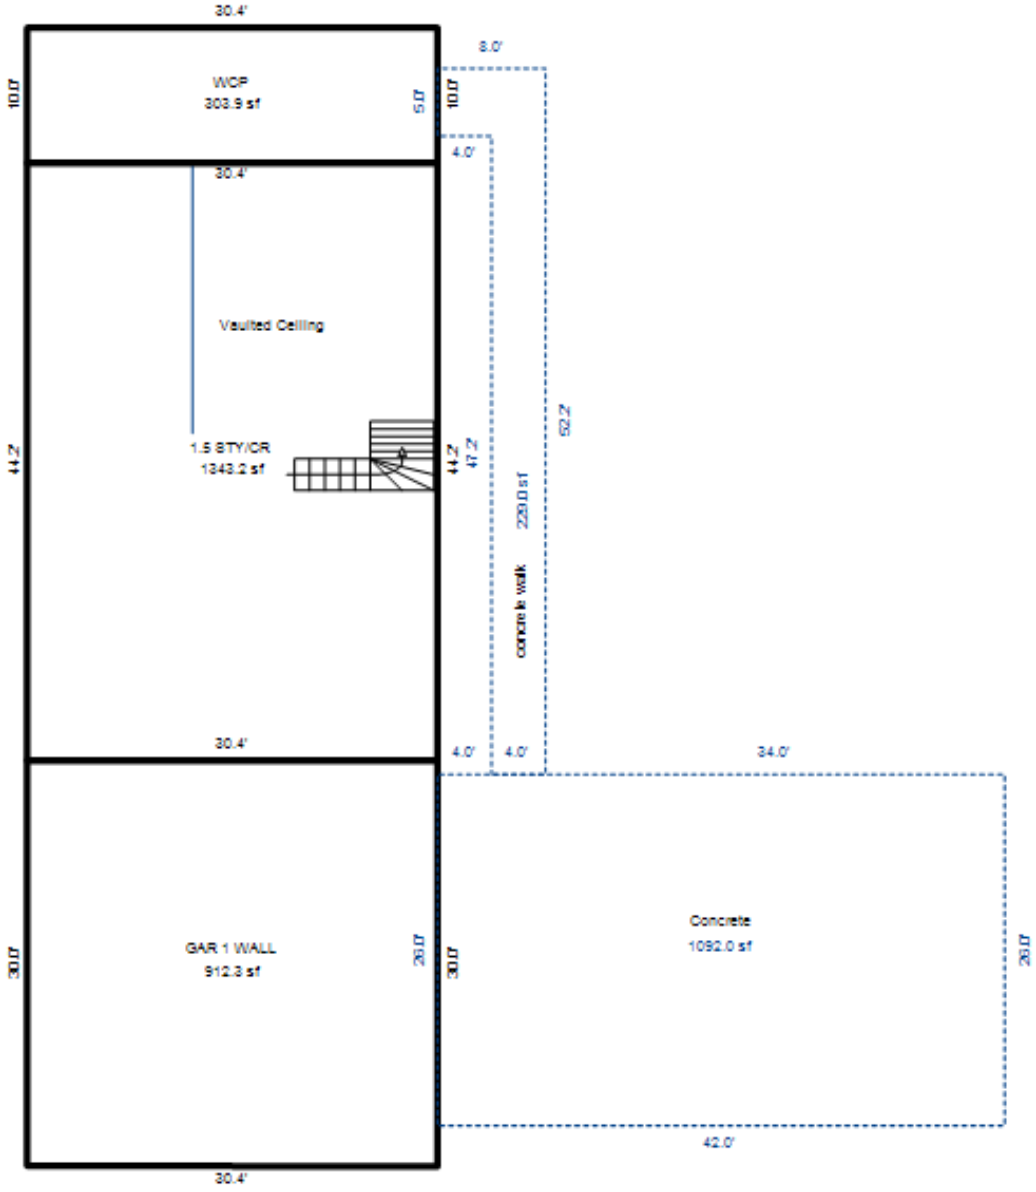 30.4'
8.0'
WCP
303.9 sf
10.0'
5.0'
10.0'
4.0'
30.4'
Vaulted Ceiling
52.2'
1.5 STY/CR
1343.2 sf
44.2'
44.2'
47.2'
229.0 sf
concrete walk
30.4'
4.0'
4.0'
34.0'
Concrete
1092.0 sf
GAR 1 WALL
912.3 sf
30.0'
26.0'
30.0'
26.0'
42.0'
30.4'